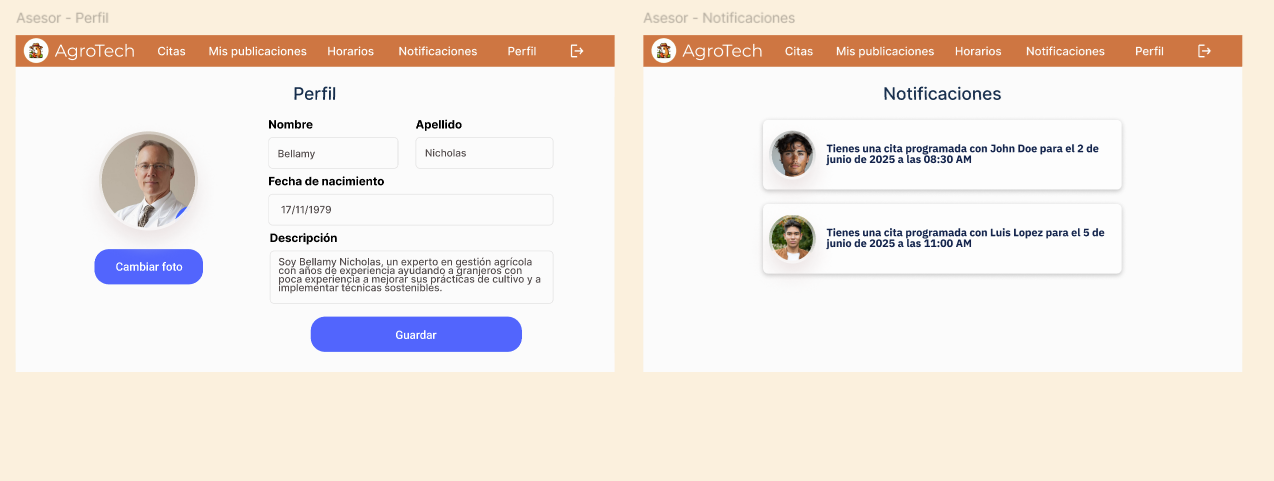 Asesor - Perfil
AgroTech Citas Mis publicaciones Horarios Notificaciones Perfil
Perfil
Nombre
Apellido
Bellamy
Nicholas
Fecha de nacimiento
17/11/1979
Descripción
Soy Bellamy Nicholas, un experto en gestión agrícola
con años de experiencia ayudando a granjeros con
poca experiencia a mejorar sus prácticas de cultivo y a
implementar técnicas sostenibles.
Cambiar foto
Guardar
Asesor - Notificaciones
AgroTech Citas Mis publicaciones Horarios Notificaciones Perfil
Notificaciones
Tienes una cita programada con John Doe para el 2 de
junio de 2025 a las 08:30 AM
Tienes una cita programada con Luis Lopez para el 5 de
junio de 2025 a las 11:00 AM